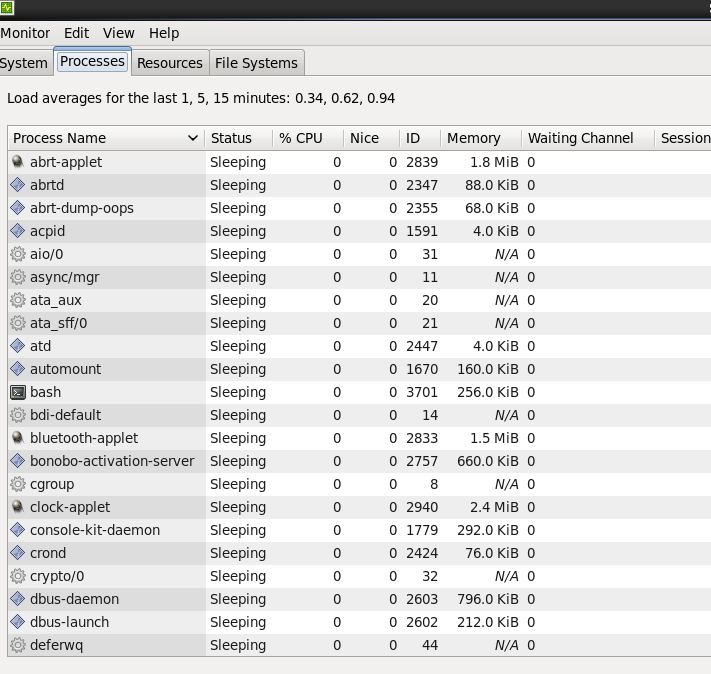 Monitor Edit View Help
System Processes Resources File Systems
Load averages for the last 1, 5, 15 minutes: 0.34, 0.62, 0.94
Process Name Status % CPU Nice ID Memory Waiting Channel Session
abrt-applet Sleeping 0 0 2839 1.8 MiB 0
abrtd Sleeping 0 0 2347 88.0 KiB 0
abrt-dump-oops Sleeping 0 0 2355 68.0 KiB 0
acpid Sleeping 0 0 1591 4.0 KiB 0
aio/0 Sleeping 0 0 31 N/A 0
async/mgr Sleeping 0 0 11 N/A 0
ata_aux Sleeping 0 0 20 N/A 0
ata_sff/0 Sleeping 0 0 21 N/A 0
atd Sleeping 0 0 2447 4.0 KiB 0
automount Sleeping 0 0 1670 160.0 KiB 0
bash Sleeping 0 0 3701 256.0 KiB 0
bdi-default Sleeping 0 0 14 N/A 0
bluetooth-applet Sleeping 0 0 2833 1.5 MiB 0
bonobo-activation-server Sleeping 0 0 2757 660.0 KiB 0
cgroup Sleeping 0 0 8 N/A 0
clock-applet Sleeping 0 0 2940 2.4 MiB 0
console-kit-daemon Sleeping 0 0 1779 292.0 KiB 0
crond Sleeping 0 0 2424 76.0 KiB 0
crypto/0 Sleeping 0 0 32 N/A 0
dbus-daemon Sleeping 0 0 2603 796.0 KiB 0
dbus-launch Sleeping 0 0 2602 212.0 KiB 0
deferwq Sleeping 0 0 44 N/A 0